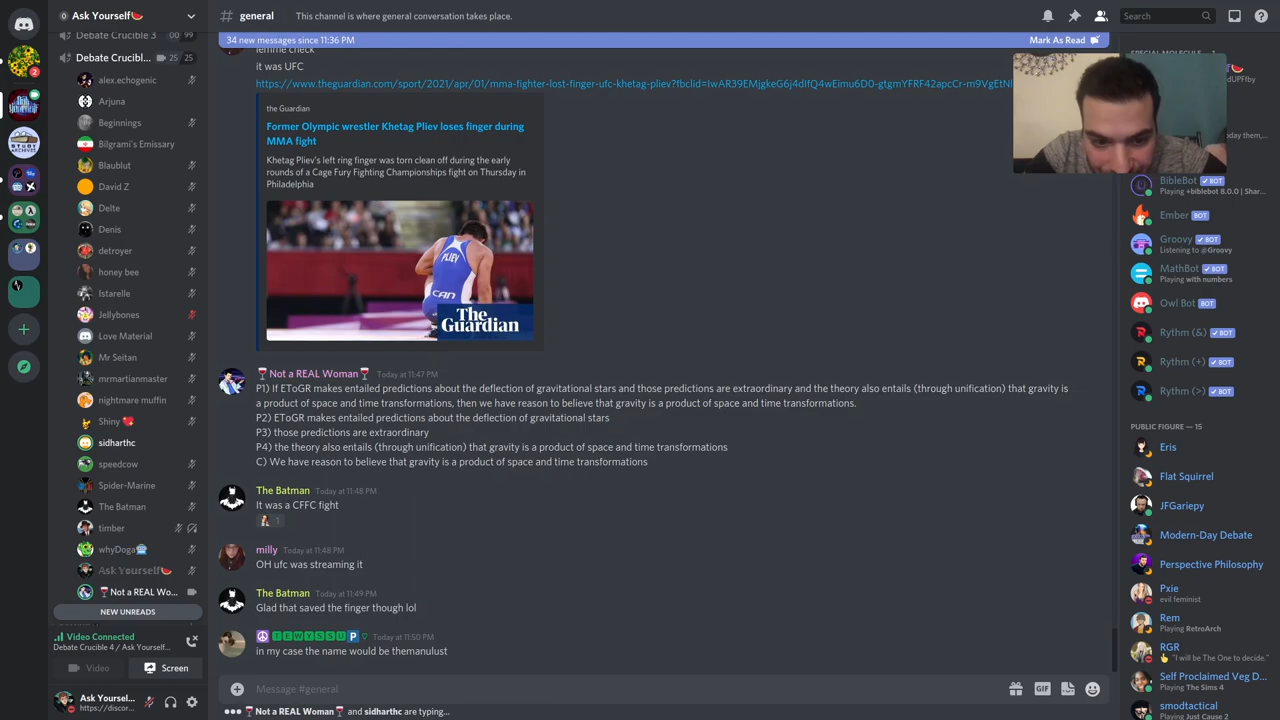 Ask Yourself🍉
# general
This channel is where general conversation takes place.
Search
34 new messages since 11:36 PM
Mark As Read
Debate Crucible 3
00 99
Debate Cruci...
25 25
alex.echogenic
Arjuna
Beginnings
Bilgrami's Emissary
Blaublut
David Z
Delte
Denis
detroyer
honey bee
Istarelle
Jellybones
Love Material
Mr Seitan
mrmartianmaster
nightmare muffin
Shiny ❤️
sidharthc
speedcow
Spider-Marine
The Batman
timber
whyDoga
Ask Yourself🍉
🍷Not a REAL Wo...
NEW UNREADS
Video Connected
Debate Crucible 4 / Ask Yourself...
Video
Screen
Ask Yoursel...
https://discor...
2
lemme check
it was UFC
https://www.theguardian.com/sport/2021/apr/01/mma-fighter-lost-finger-ufc-khetag-pliev?fbclid=IwAR39EMjgkeG6j4dlfQ4wEimu6D0-gtgmYFRF42apcCr-m9VgEtNl
the Guardian
Former Olympic wrestler Khetag Pliev loses finger during
MMA fight
Khetag Pliev's left ring finger was torn clean off during the early
rounds of a Cage Fury Fighting Championships fight on Thursday in
Philadelphia
PLIEV
CAN
The
Guardian
🍷Not a REAL Woman🍷 Today at 11:47 PM
P1) If EToGR makes entailed predictions about the deflection of gravitational stars and those predictions are extraordinary and the theory also entails (through unification) that gravity is
a product of space and time transformations, then we have reason to believe that gravity is a product of space and time transformations.
P2) EToGR makes entailed predictions about the deflection of gravitational stars
P3) those predictions are extraordinary
P4) the theory also entails (through unification) that gravity is a product of space and time transformations
C) We have reason to believe that gravity is a product of space and time transformations
The Batman Today at 11:48 PM
It was a CFFC fight
1
milly Today at 11:48 PM
OH ufc was streaming it
The Batman Today at 11:49 PM
Glad that saved the finger though lol
☮ TEWYSSU P Today at 11:50 PM
in my case the name would be themanulust
Message #general
GIF
🍷Not a REAL Woman🍷 and sidharthc are typing...
BibleBot ✓ BOT
Playing +biblebot 8.0.0 | Shar...
Ember BOT
Groovy ✓ BOT
Listening to @Groovy
MathBot ✓ BOT
Playing with numbers
Owl Bot BOT
Rythm (&) ✓ BOT
Rythm (+) ✓ BOT
Rythm (>) ✓ BOT
PUBLIC FIGURE — 15
Eris
Flat Squirrel
JFGariepy
Modern-Day Debate
Perspective Philosophy
Pxie
evil feminist
Rem
Playing RetroArch
RGR
"I will be The One to decide."
Self Proclaimed Veg D...
Playing The Sims 4
smodtactical
Playing Just Cause 2